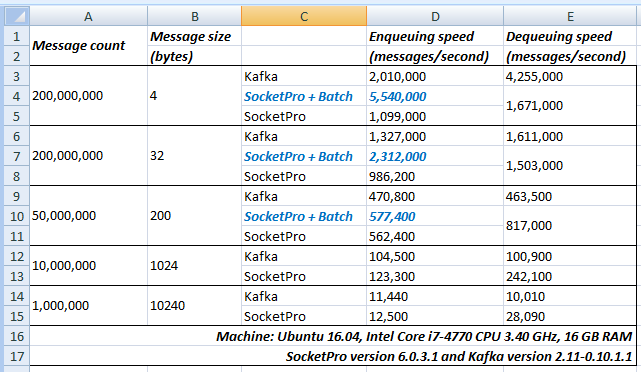 A B C D E
1 Message count Message size Enqueuing speed Dequeuing speed
2 (bytes) (messages/second) (messages/second)
3 Kafka 2,010,000 4,255,000
4 200,000,000 4 SocketPro + Batch 5,540,000 1,671,000
5 SocketPro 1,099,000
6 Kafka 1,327,000 1,611,000
7 200,000,000 32 SocketPro + Batch 2,312,000 1,503,000
8 SocketPro 986,200
9 Kafka 470,800 463,500
10 50,000,000 200 SocketPro + Batch 577,400 817,000
11 SocketPro 562,400
12 10,000,000 1024 Kafka 104,500 100,900
13 SocketPro 123,300 242,100
14 1,000,000 10240 Kafka 11,440 10,010
15 SocketPro 12,500 28,090
16 Machine: Ubuntu 16.04, Intel Core i7-4770 CPU 3.40 GHz, 16 GB RAM
17 SocketPro version 6.0.3.1 and Kafka version 2.11-0.10.1.1